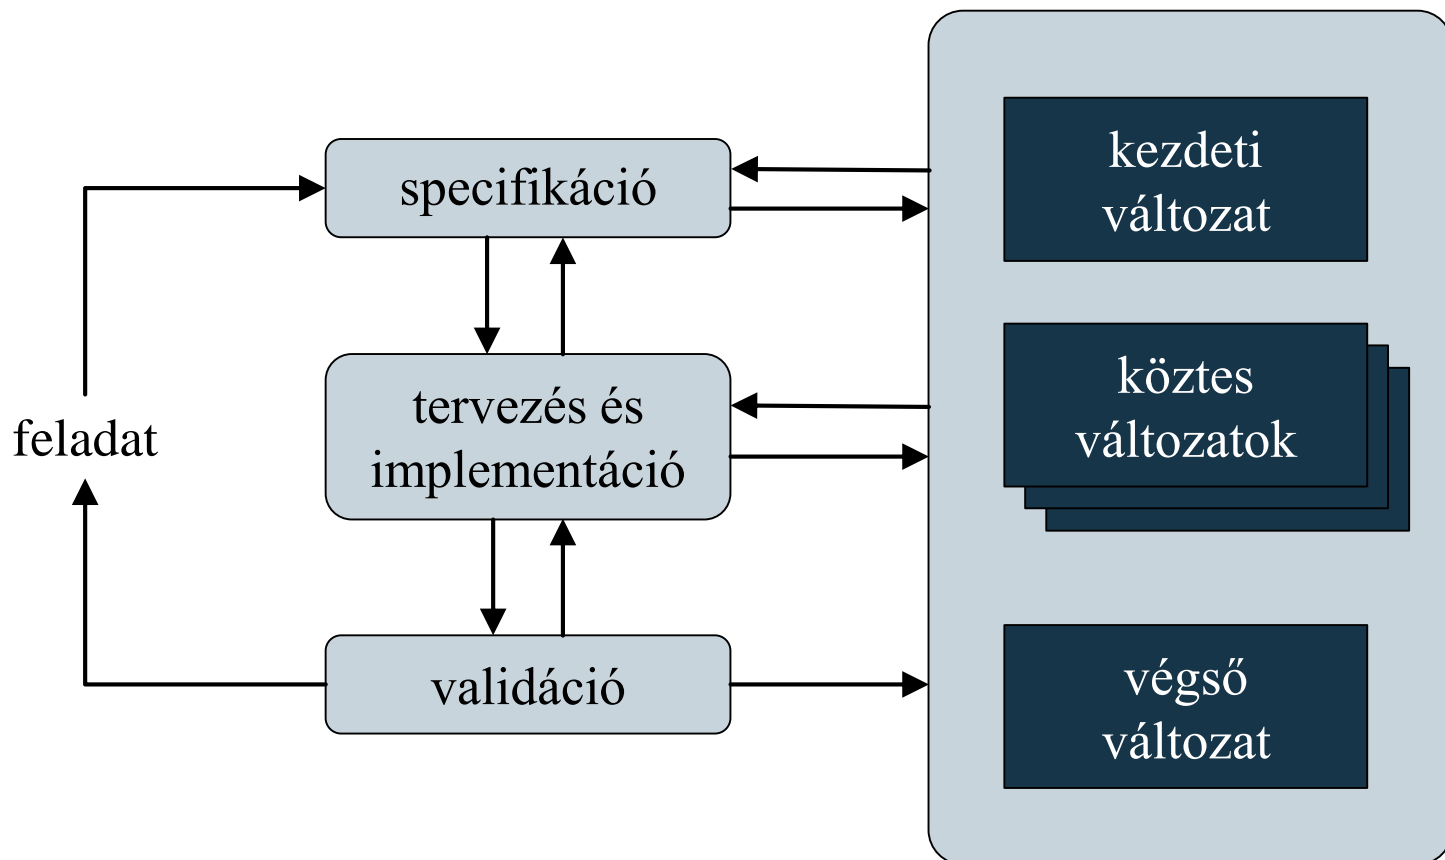 feladat
specifikáció
tervezés és
implementáció
validáció
kezdeti
változat
köztes
változatok
végső
változat